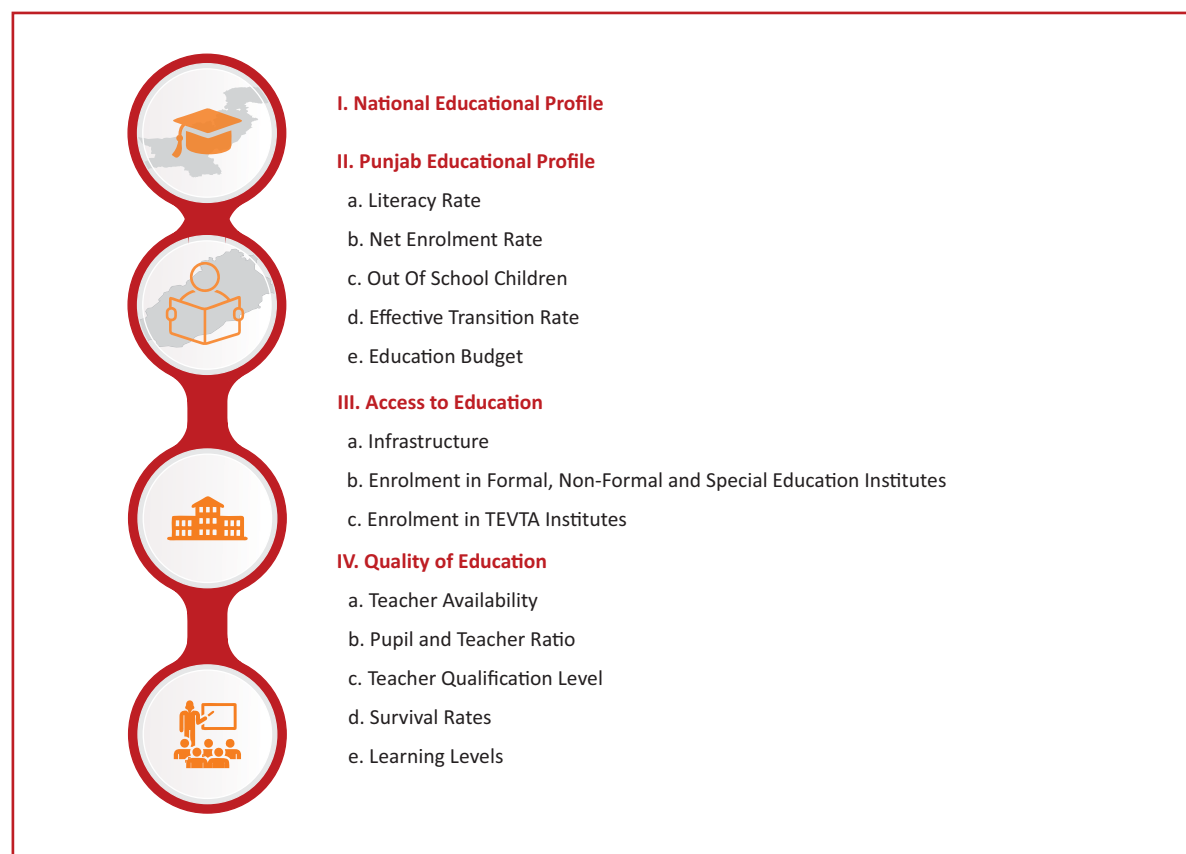 I. National Educational Profile
II. Punjab Educational Profile
a. Literacy Rate
b. Net Enrolment Rate
c. Out Of School Children
d. Effective Transition Rate
e. Education Budget
III. Access to Education
a. Infrastructure
b. Enrolment in Formal, Non-Formal and Special Education Institutes
c. Enrolment in TEVTA Institutes
IV. Quality of Education
a. Teacher Availability
b. Pupil and Teacher Ratio
c. Teacher Qualification Level
d. Survival Rates
e. Learning Levels